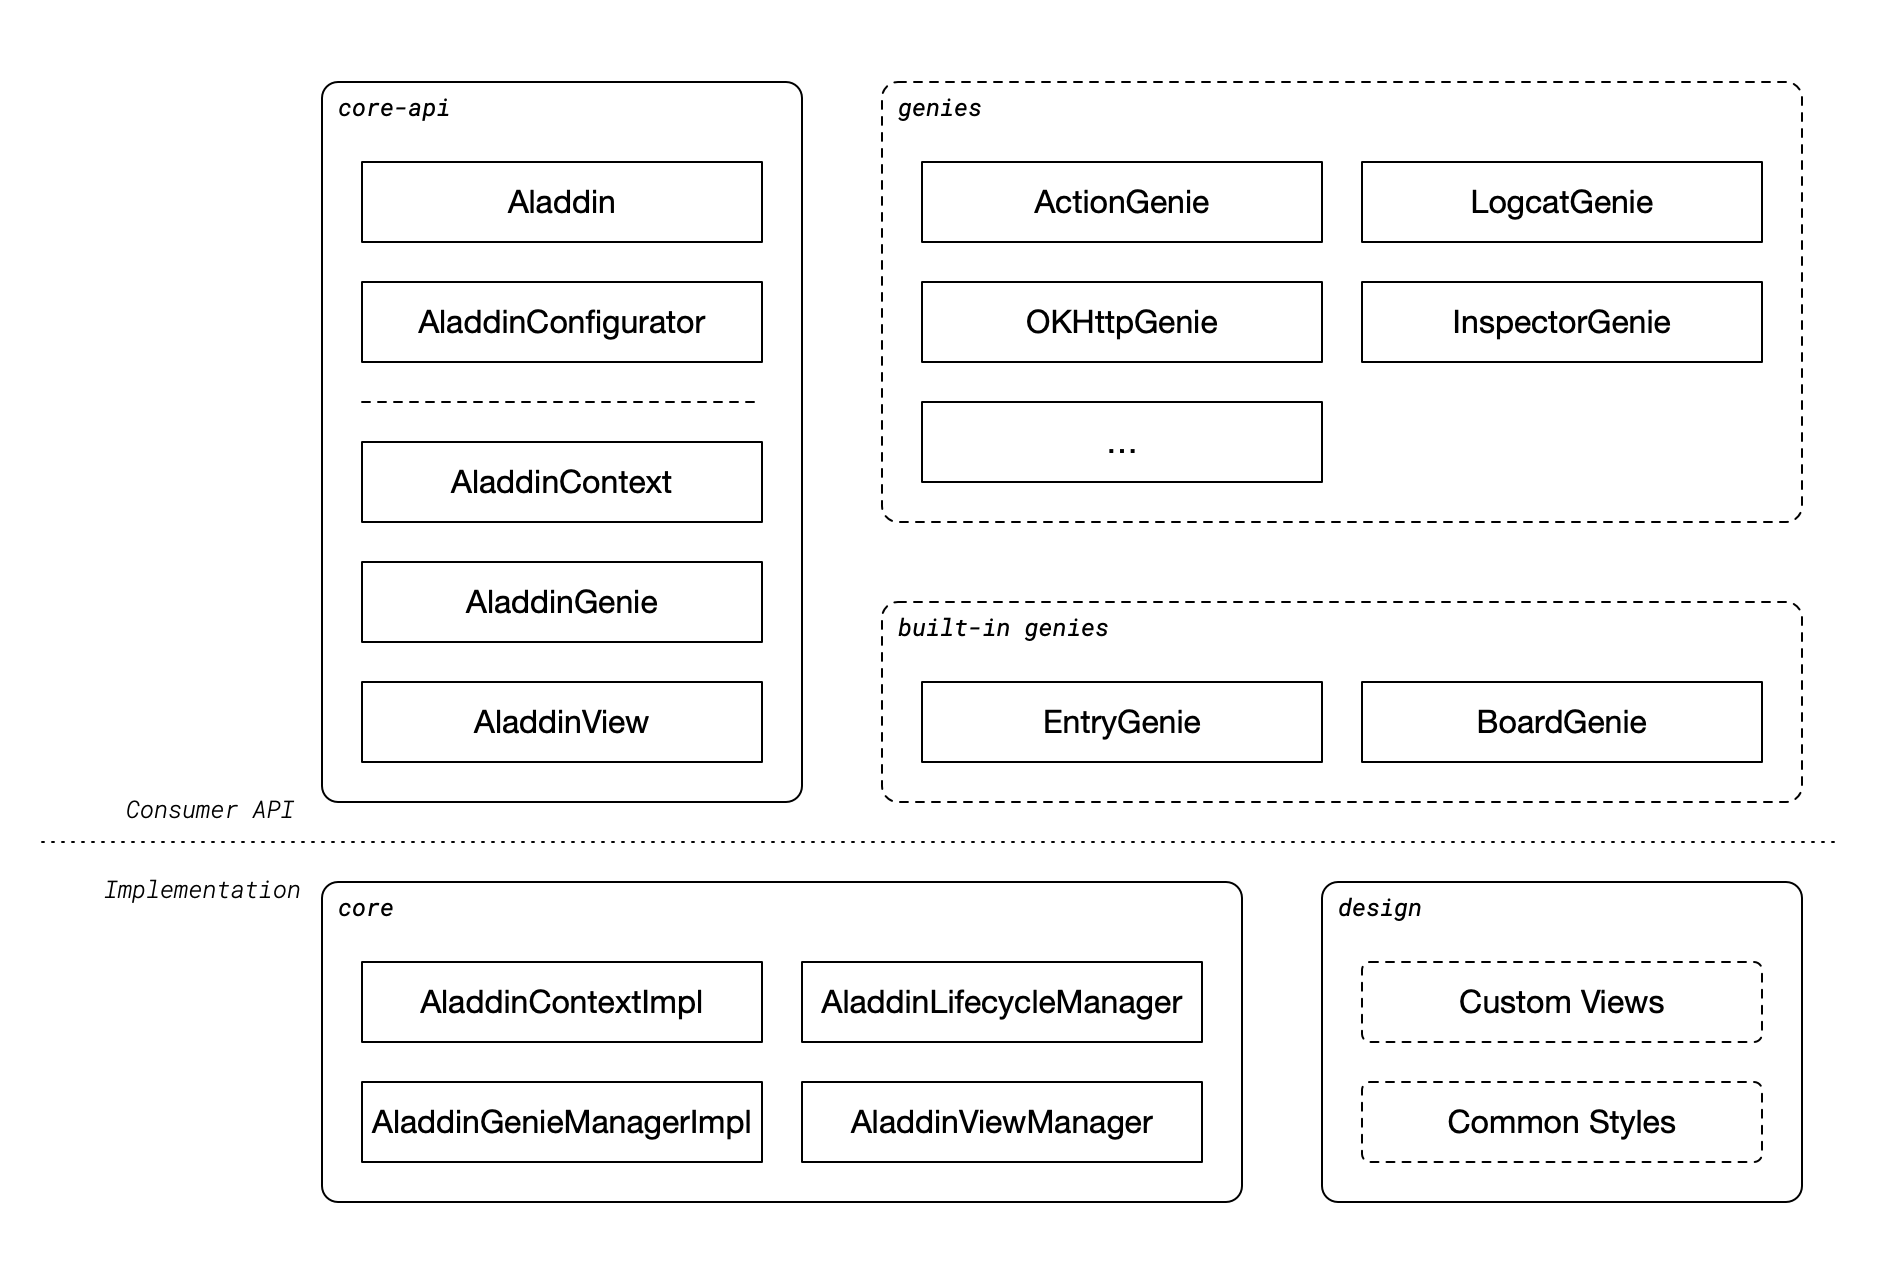 core-api
Aladdin
AladdinConfigurator
AladdinContext
AladdinGenie
AladdinView
genies
ActionGenie
LogcatGenie
OKHttpGenie
InspectorGenie
...
built-in genies
EntryGenie
BoardGenie
Consumer API
Implementation
core
AladdinContextImpl
AladdinLifecycleManager
AladdinGenieManagerImpl
AladdinViewManager
design
Custom Views
Common Styles